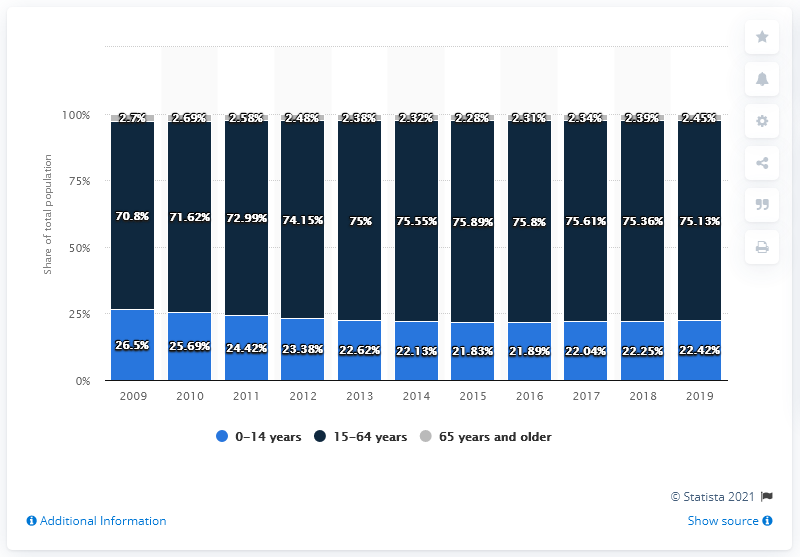 100%
75%
50%
25%
0%
Share of total population
2.7% 2.69% 2.58% 2.48% 2.38% 2.32% 2.28% 2.31% 2.34% 2.39% 2.45%
70.8% 71.62% 72.99% 74.15% 75% 75.55% 75.89% 75.8% 75.61% 75.36% 75.13%
26.5% 25.69% 24.42% 23.38% 22.62% 22.13% 21.83% 21.89% 22.04% 22.25% 22.42%
2009 2010 2011 2012 2013 2014 2015 2016 2017 2018 2019
0-14 years 15-64 years 65 years and older
© Statista 2021
Additional Information Show source